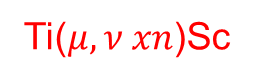 Ti(𝜇, 𝜈 𝑥𝑛)Sc